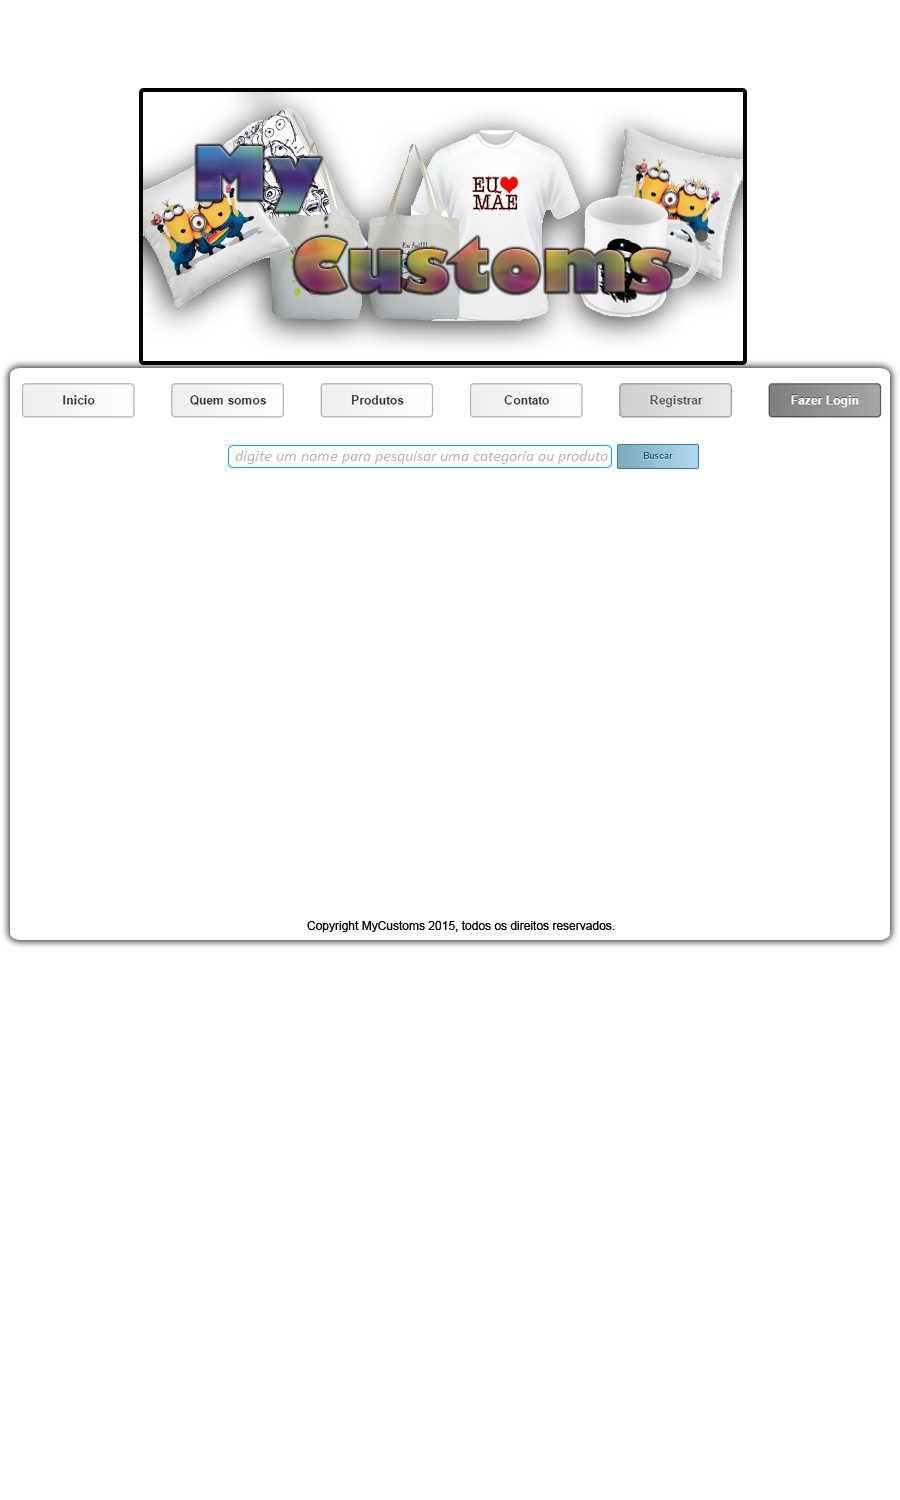 My
Customs
EU
MÃE
Eu fui!!!
Inicio
Quem somos
Produtos
Contato
Registrar
Fazer Login
digite um nome para pesquisar uma categoria ou produto
Buscar
Copyright MyCustoms 2015, todos os direitos reservados.